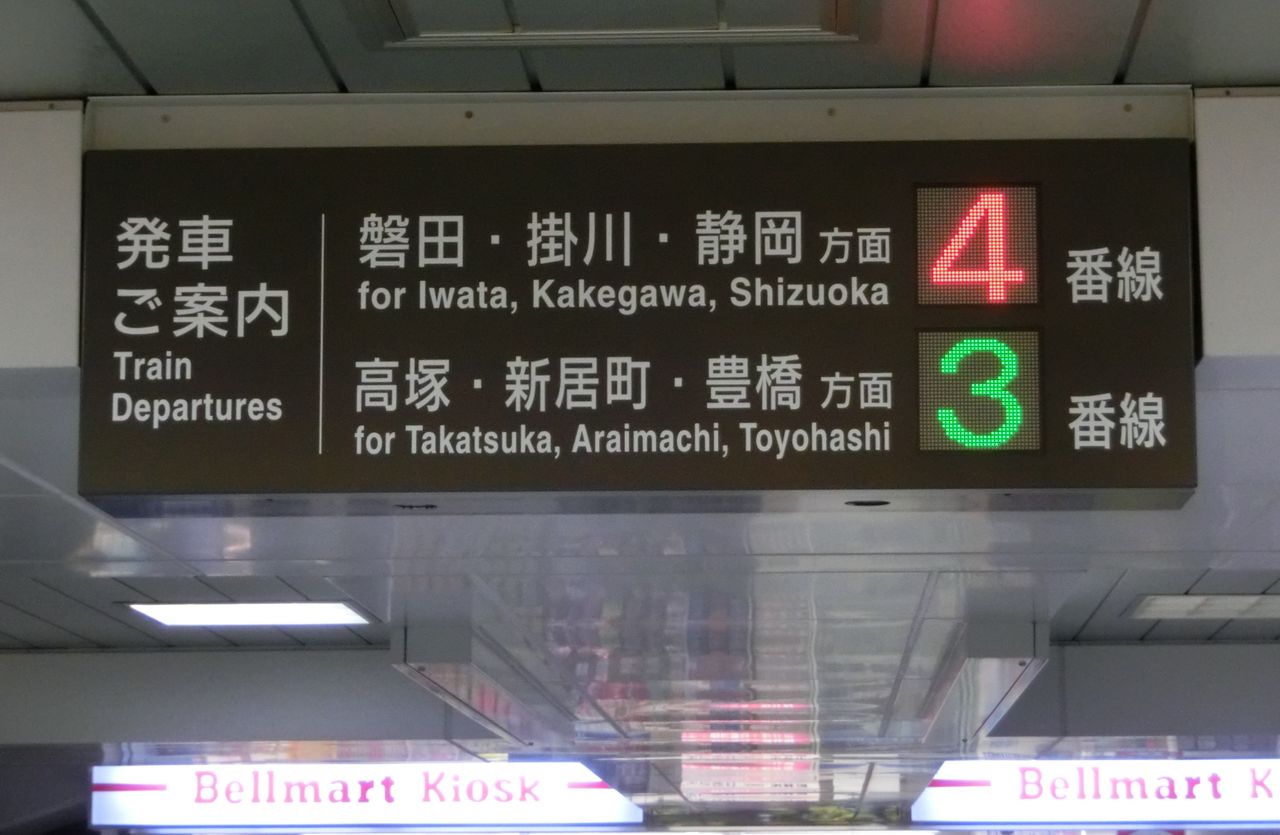 発車
ご案内
Train
Departures
磐田・掛川・静岡 方面 4 番線
for Iwata, Kakegawa, Shizuoka
高塚・新居町・豊橋 方面 3 番線
for Takatsuka, Araimachi, Toyohashi
Bellmart Kiosk
Bellmart K